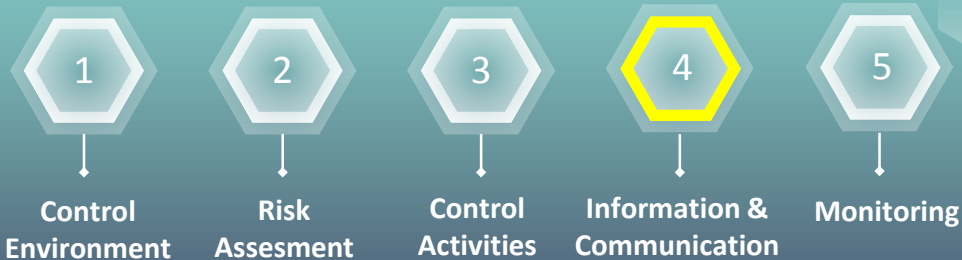 1
2
3
4
5
Control
Environment
Risk
Assesment
Control
Activities
Information &
Communication
Monitoring